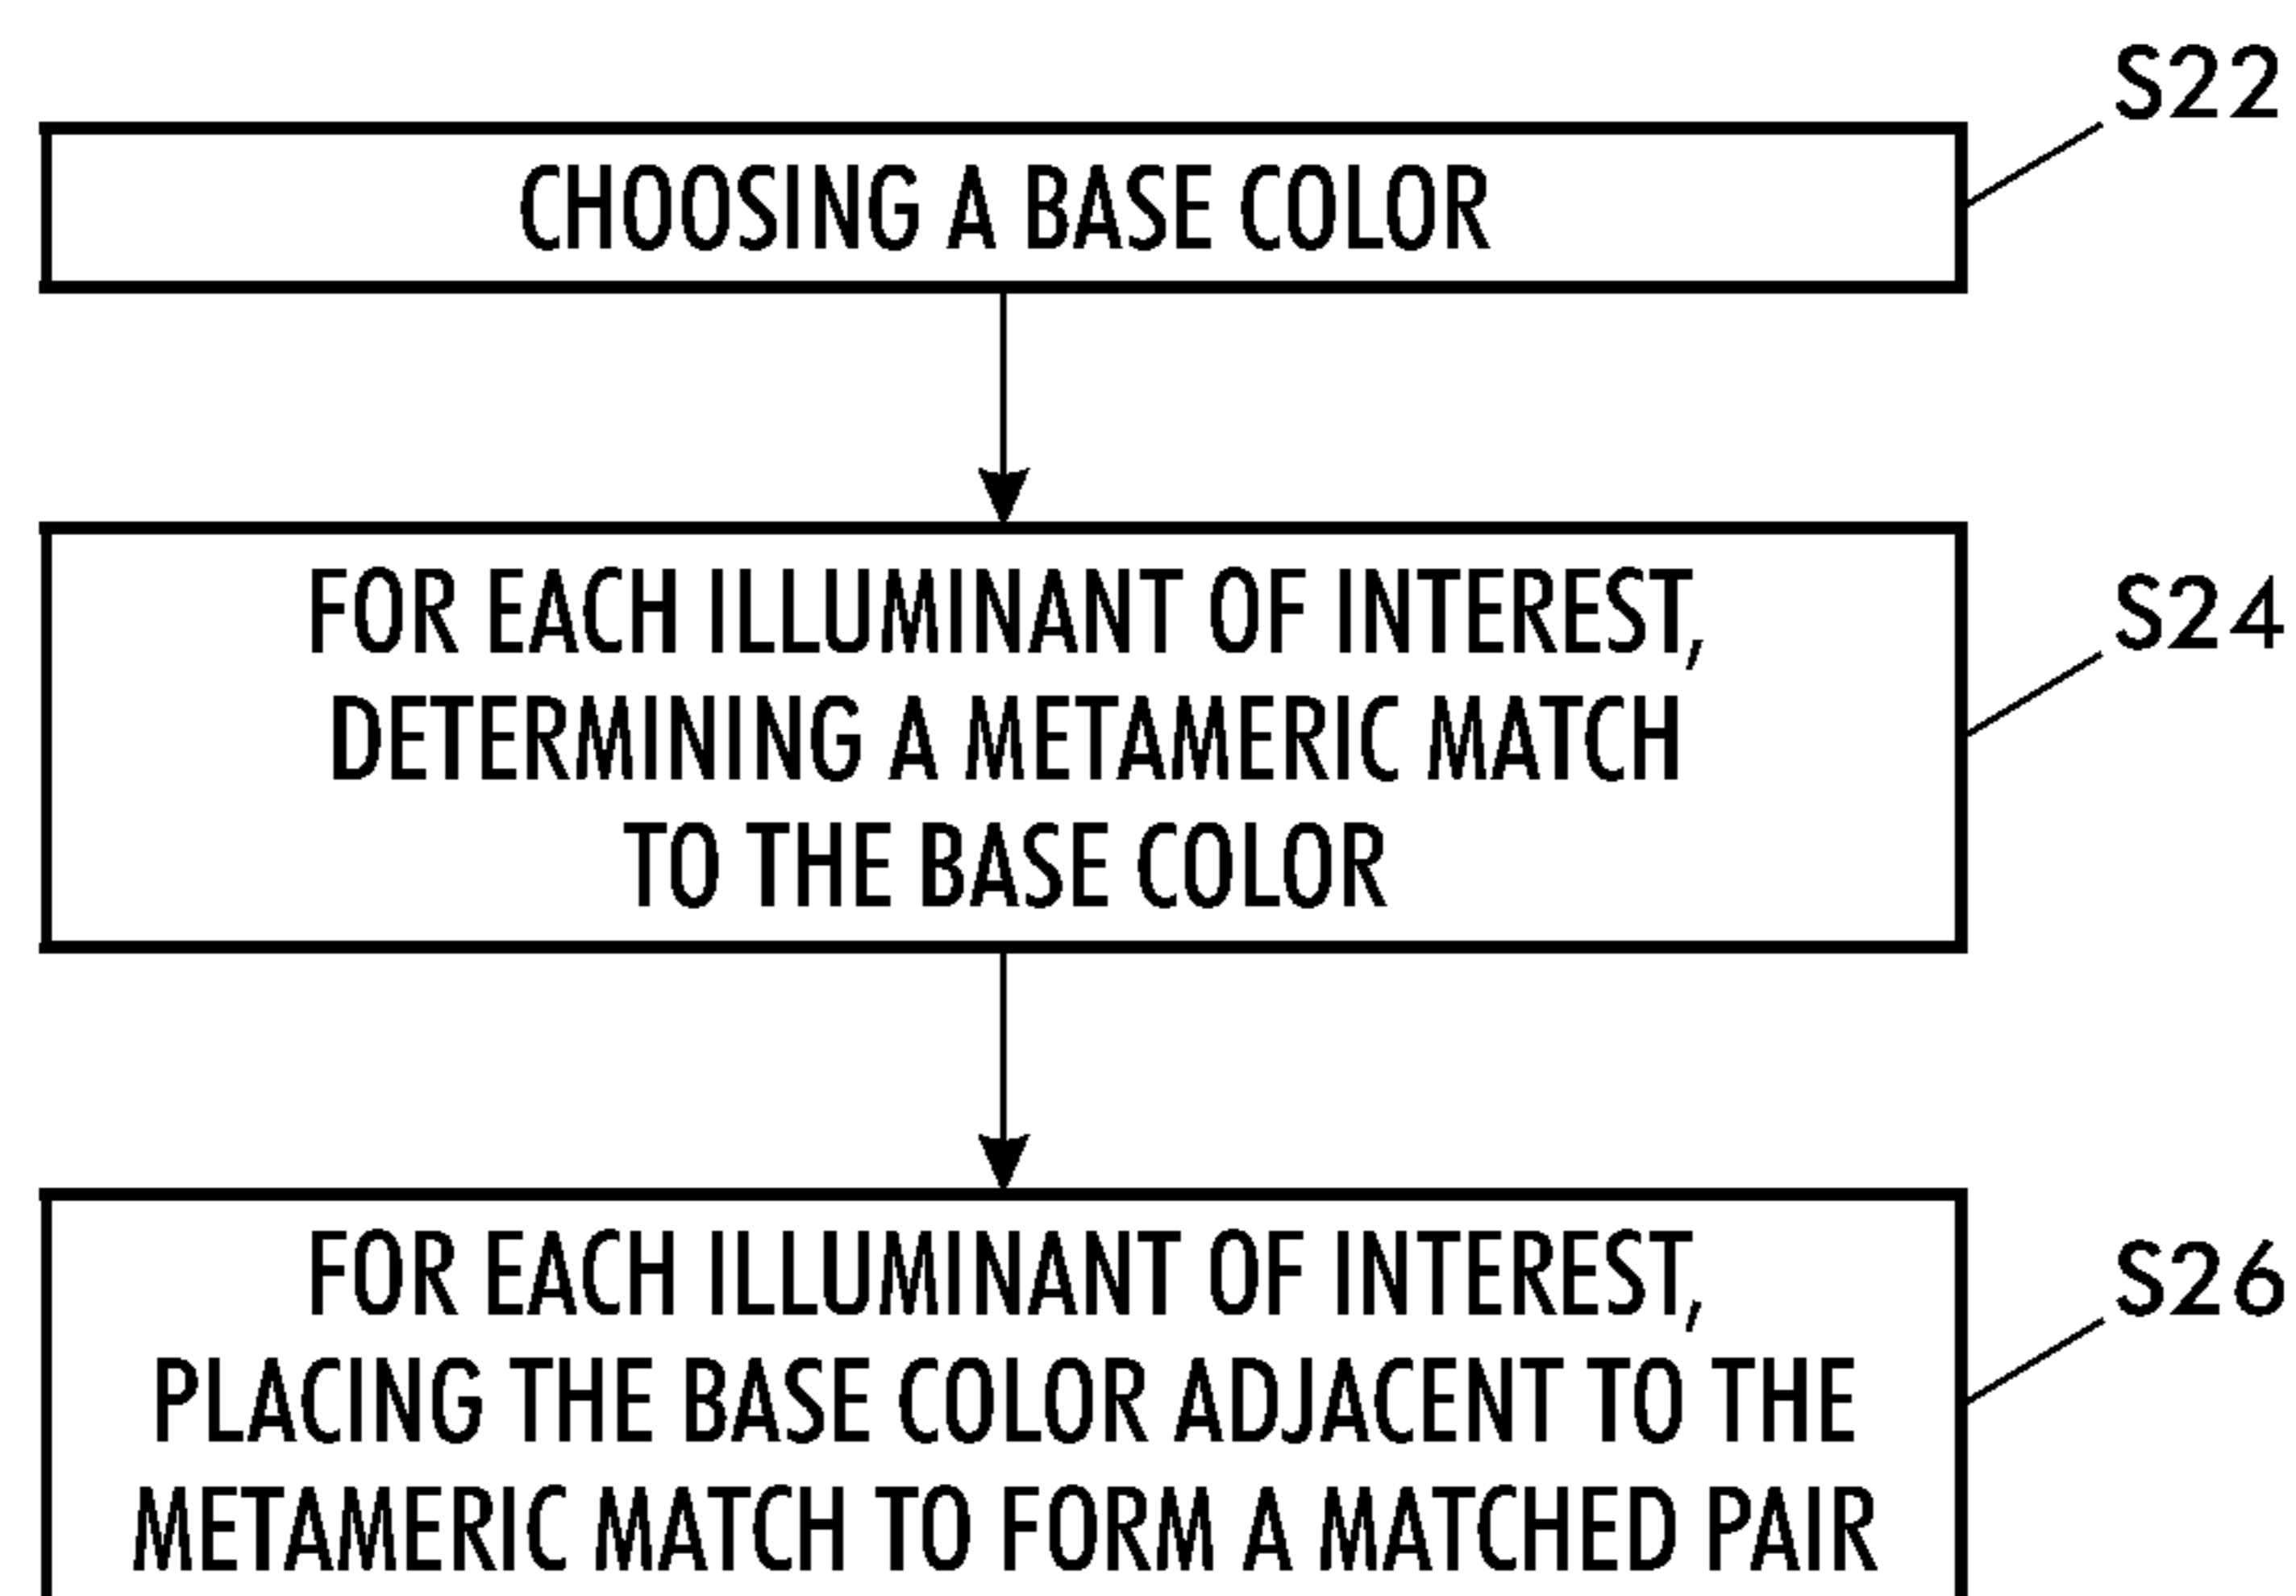 S22
CHOOSING A BASE COLOR
FOR EACH ILLUMINANT OF INTEREST,
DETERMINING A METAMERIC MATCH
TO THE BASE COLOR
S24
FOR EACH ILLUMINANT OF INTEREST,
PLACING THE BASE COLOR ADJACENT TO THE
METAMERIC MATCH TO FORM A MATCHED PAIR
S26